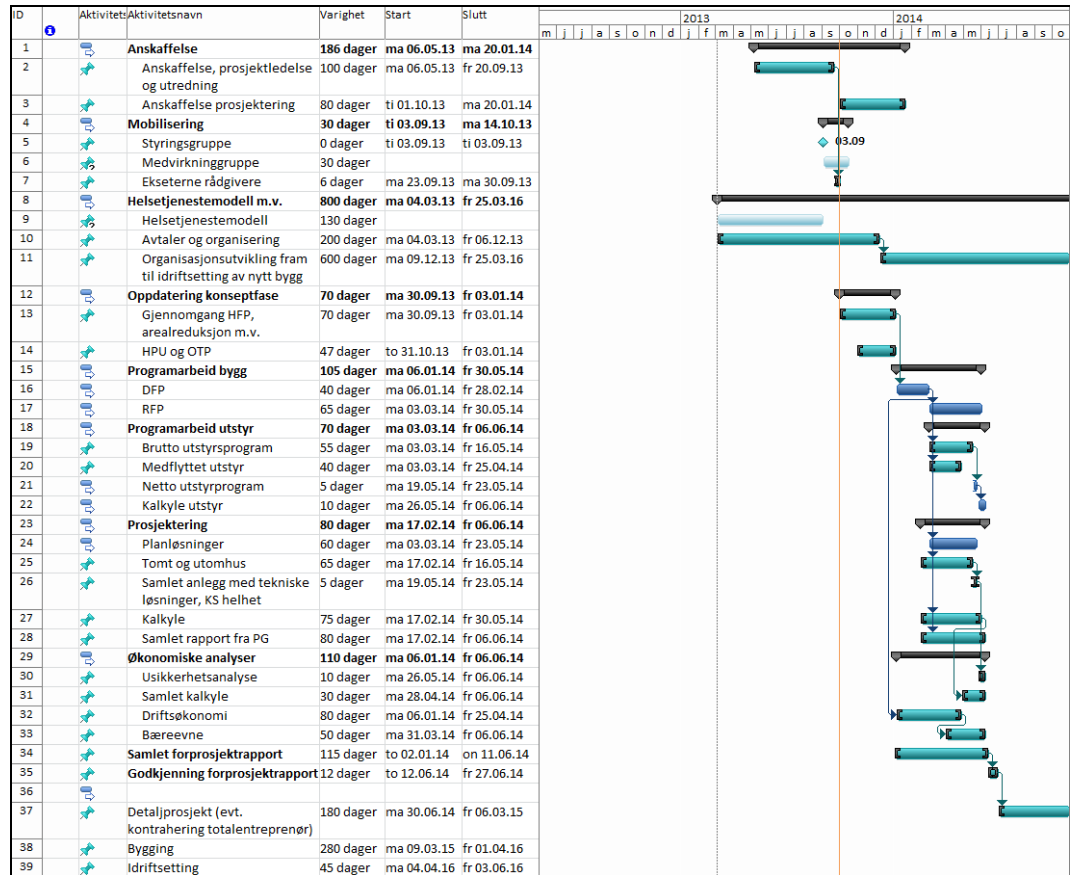 ID Aktivitets Aktivitetsnavn Varighet Start Slutt 2013 2014
m j j a s o n d j f m a m j j a s o n d j f m a m j j a s o
1 Anskaffelse 186 dager ma 06.05.13 ma 20.01.14
2 Anskaffelse, prosjektledelse 100 dager ma 06.05.13 fr 20.09.13
og utredning
3 Anskaffelse prosjektering 80 dager ti 01.10.13 ma 20.01.14
4 Mobilisering 30 dager ti 03.09.13 ma 14.10.13
5 Styringsgruppe 0 dager ti 03.09.13 ti 03.09.13 03.09
6 Medvirkninggruppe 30 dager
7 Ekseterne rådgivere 6 dager ma 23.09.13 ma 30.09.13
8 Helsetjenestemodell m.v. 800 dager ma 04.03.13 fr 25.03.16
9 Helsetjenestemodell 130 dager
10 Avtaler og organisering 200 dager ma 04.03.13 fr 06.12.13
11 Organisasjonsutvikling fram 600 dager ma 09.12.13 fr 25.03.16
til idriftsetting av nytt bygg
12 Oppdatering konseptfase 70 dager ma 30.09.13 fr 03.01.14
13 Gjennomgang HFP, 70 dager ma 30.09.13 fr 03.01.14
arealreduksjon m.v.
14 HPU og OTP 47 dager to 31.10.13 fr 03.01.14
15 Programarbeid bygg 105 dager ma 06.01.14 fr 30.05.14
16 DFP 40 dager ma 06.01.14 fr 28.02.14
17 RFP 65 dager ma 03.03.14 fr 30.05.14
18 Programarbeid utstyr 70 dager ma 03.03.14 fr 06.06.14
19 Brutto utstyrsprogram 55 dager ma 03.03.14 fr 16.05.14
20 Medflyttet utstyr 40 dager ma 03.03.14 fr 25.04.14
21 Netto utstyrprogram 5 dager ma 19.05.14 fr 23.05.14
22 Kalkyle utstyr 10 dager ma 26.05.14 fr 06.06.14
23 Prosjektering 80 dager ma 17.02.14 fr 06.06.14
24 Planløsninger 60 dager ma 03.03.14 fr 23.05.14
25 Tomt og utomhus 65 dager ma 17.02.14 fr 16.05.14
26 Samlet anlegg med tekniske 5 dager ma 19.05.14 fr 23.05.14
løsninger, KS helhet
27 Kalkyle 75 dager ma 17.02.14 fr 30.05.14
28 Samlet rapport fra PG 80 dager ma 17.02.14 fr 06.06.14
29 Økonomiske analyser 110 dager ma 06.01.14 fr 06.06.14
30 Usikkerhetsanalyse 10 dager ma 26.05.14 fr 06.06.14
31 Samlet kalkyle 30 dager ma 28.04.14 fr 06.06.14
32 Driftsøkonomi 80 dager ma 06.01.14 fr 25.04.14
33 Bæreevne 50 dager ma 31.03.14 fr 06.06.14
34 Samlet forprosjektrapport 115 dager to 02.01.14 on 11.06.14
35 Godkjenning forprosjektrapport 12 dager to 12.06.14 fr 27.06.14
36
37 Detaljprosjekt (evt. 180 dager ma 30.06.14 fr 06.03.15
kontrahering totalentreprenør)
38 Bygging 280 dager ma 09.03.15 fr 01.04.16
39 Idriftsetting 45 dager ma 04.04.16 fr 03.06.16